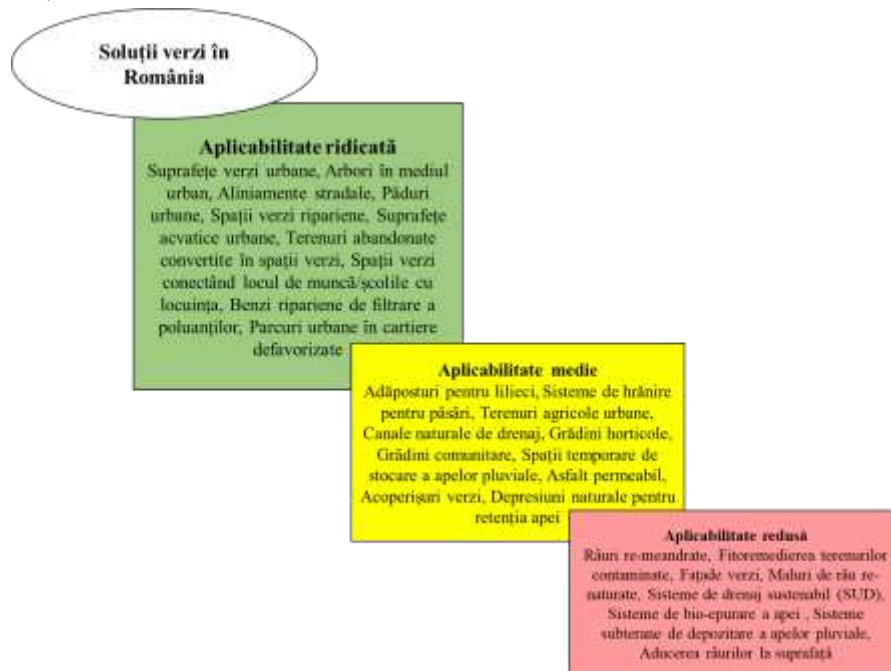 Soluții verzi în
România
Aplicabilitate ridicată
Suprafețe verzi urbane, Arbori în mediul
urban, Aliniamente stradale, Păduri
urbane, Spații verzi ripariene, Suprafețe
acvatice urbane, Terenuri abandonate
convertite în spații verzi, Spații verzi
conectând locul de muncă/școlile cu
locuința, Benzi ripariene de filtrare a
poluanților, Parcuri urbane în cartiere
defavorizate
Aplicabilitate medie
Adăposturi pentru lilieci, Sisteme de hrănire
pentru păsări, Terenuri agricole urbane,
Canale naturale de drenaj, Grădini horticole,
Grădini comunitare, Spații temporare de
stocare a apelor pluviale, Asfalt permeabil,
Acoperișuri verzi, Depresiuni naturale pentru
retenția apei
Aplicabilitate redusă
Râuri re-meandrate, Fitoremedierea terenurilor
contaminate, Fațade verzi, Maluri de râu re-
naturate, Sisteme de drenaj sustenabil (SUD),
Sisteme de bio-epurare a apei , Sisteme
subterane de depozitare a apelor pluviale,
Aducerea râurilor la suprafață